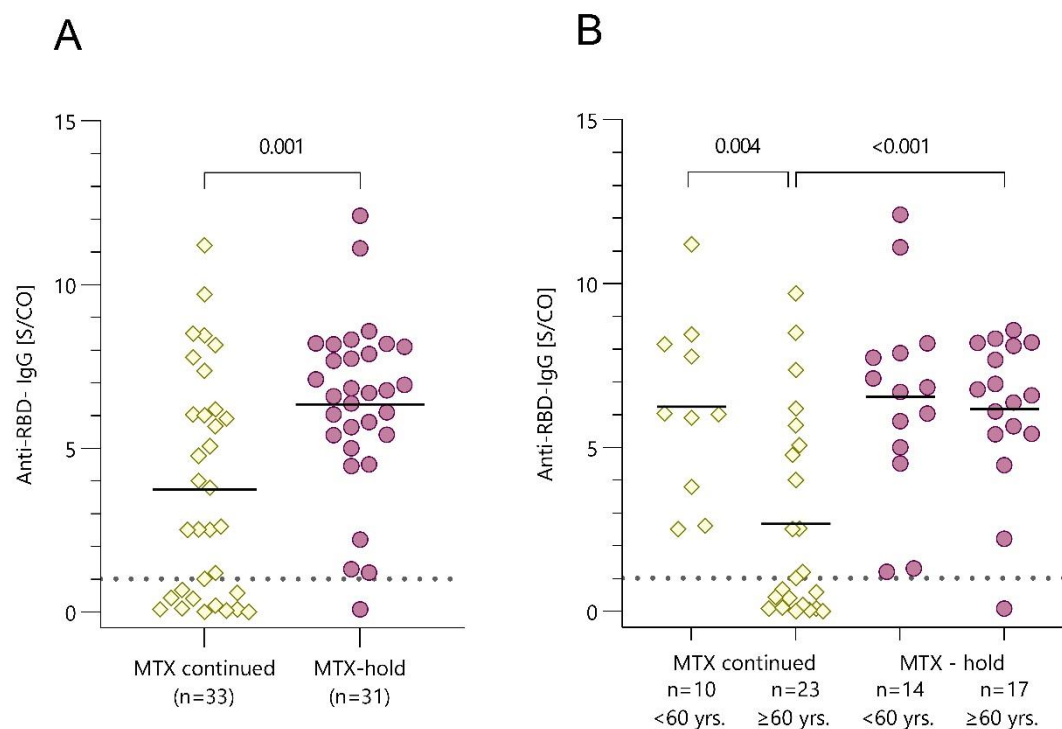 A
15
10
5
0
Anti-RBD- IgG [S/CO]
0.001
MTX continued
(n=33)
MTX-hold
(n=31)
B
15
10
5
0
Anti-RBD-IgG [S/CO]
0.004
<0.001
MTX continued
MTX - hold
n=10
n=23
n=14
n=17
<60 yrs.
≥60 yrs.
<60 yrs.
≥60 yrs.